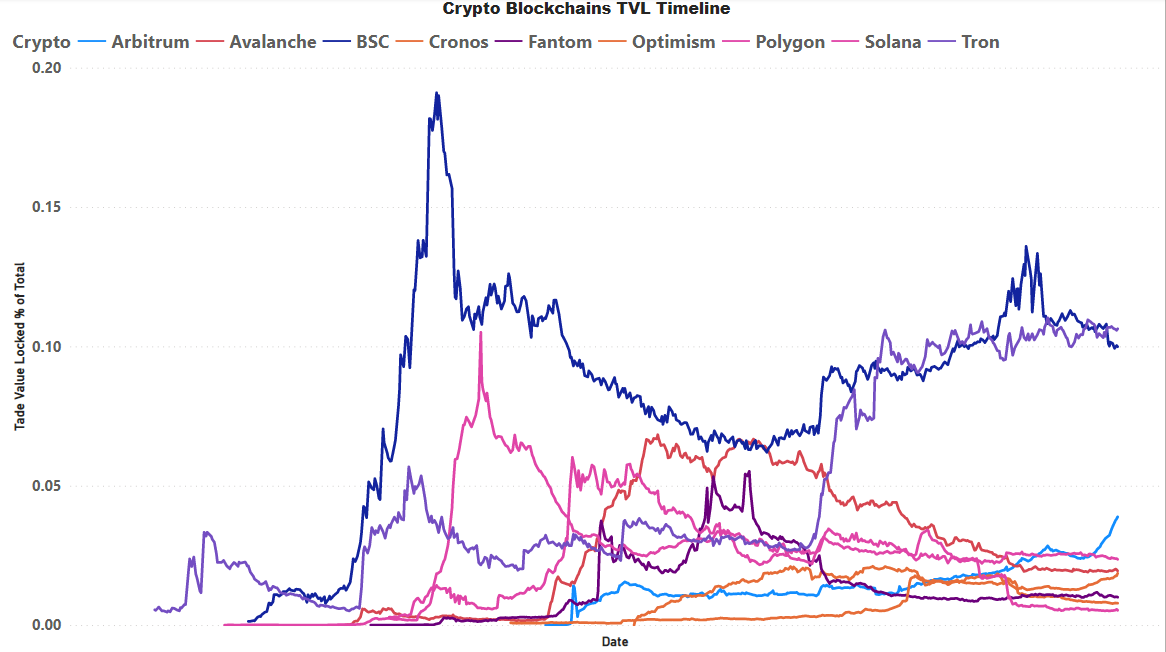 Crypto Blockchains TVL Timeline
Crypto Arbitrum Avalanche BSC Cronos Fantom Optimism Polygon Solana Tron
0.20
0.15
0.10
0.05
0.00
Tade Value Locked % of Total
Date